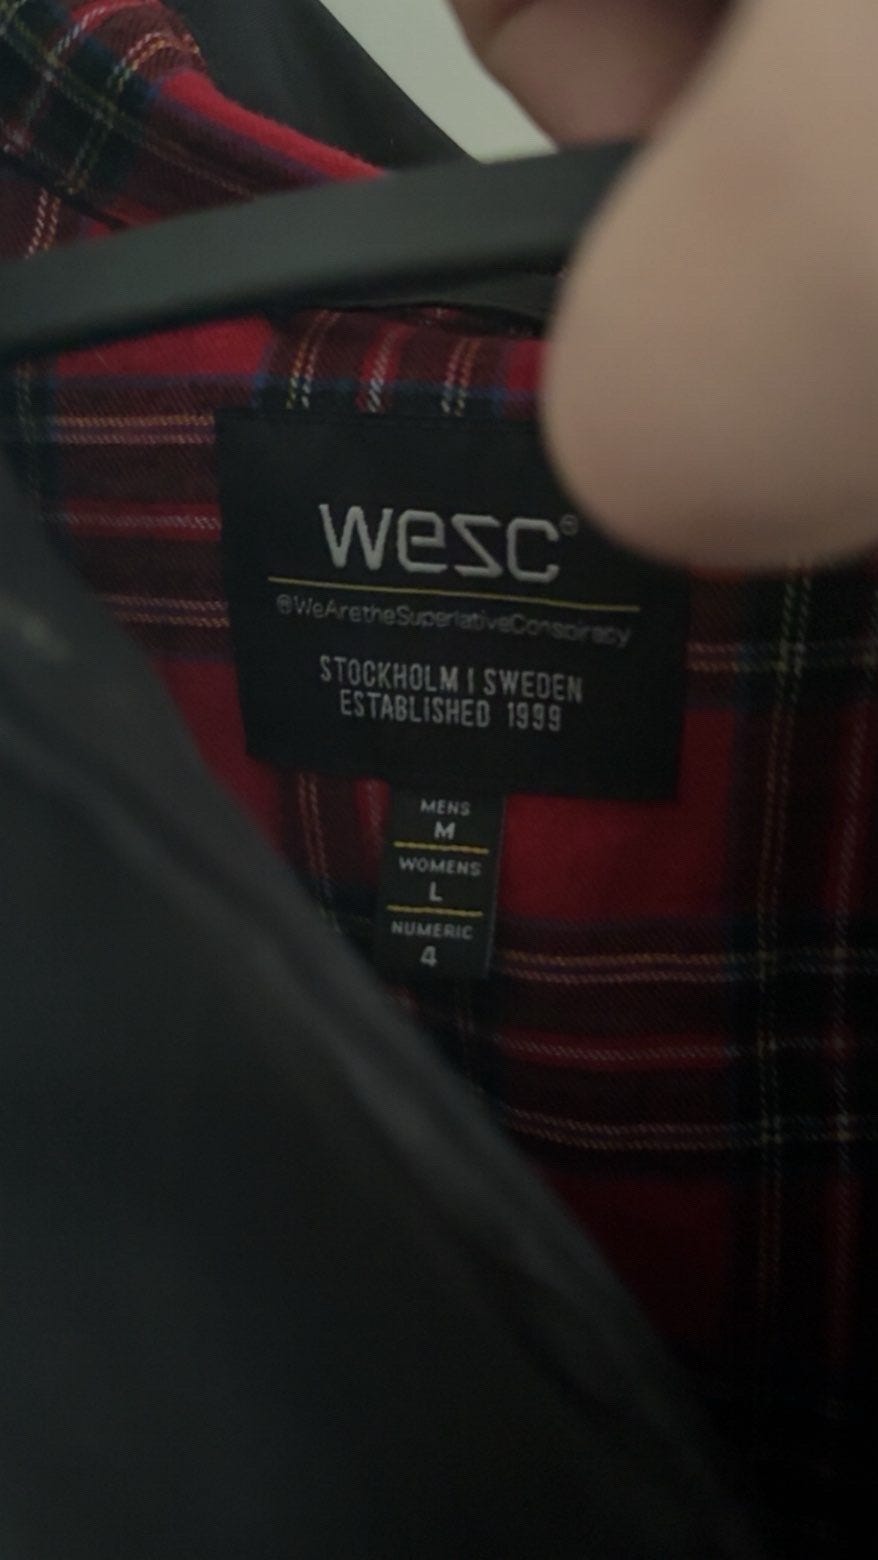 wesc®
@WeAretheSuperlativeConspiracy
STOCKHOLM | SWEDEN
ESTABLISHED 1999
MENS
M
WOMENS
L
NUMERIC
4